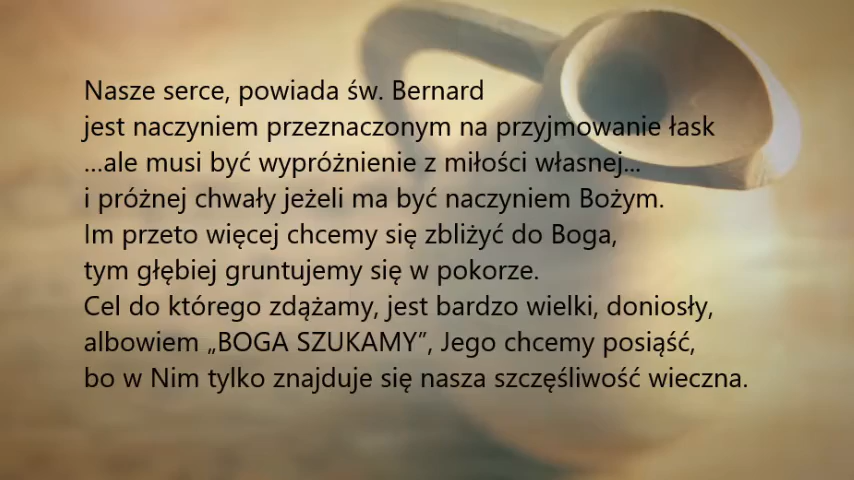 Nasze serce, powiada św. Bernard
jest naczyniem przeznaczonym na przyjmowanie łask
...ale musi być wypróżnienie z miłości własnej...
i próżnej chwały jeżeli ma być naczyniem Bożym.
Im przeto więcej chcemy się zbliżyć do Boga,
tym głębiej gruntujemy się w pokorze.
Cel do którego zdążamy, jest bardzo wielki, doniosły,
albowiem „BOGA SZUKAMY”, Jego chcemy posiąść,
bo w Nim tylko znajduje się nasza szczęśliwość wieczna.